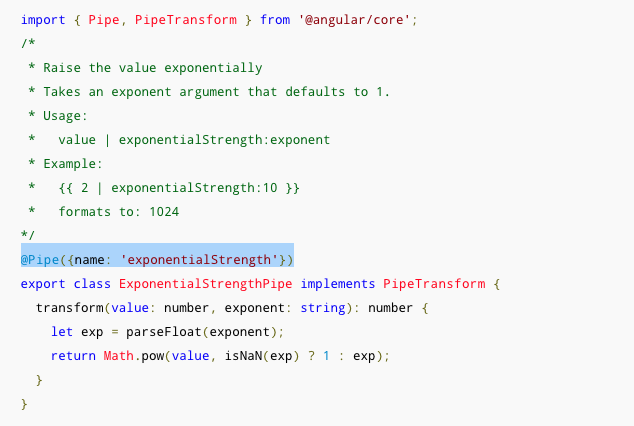 import { Pipe, PipeTransform } from '@angular/core';
/*
 * Raise the value exponentially
 * Takes an exponent argument that defaults to 1.
 * Usage:
 *   value | exponentialStrength:exponent
 * Example:
 *   {{ 2 | exponentialStrength:10 }}
 *   formats to: 1024
*/
@Pipe({name: 'exponentialStrength'})
export class ExponentialStrengthPipe implements PipeTransform {
  transform(value: number, exponent: string): number {
    let exp = parseFloat(exponent);
    return Math.pow(value, isNaN(exp) ? 1 : exp);
  }
}